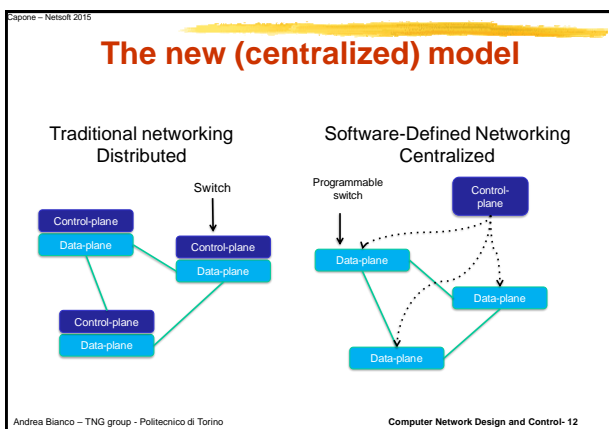 Capone – Netsoft 2015
The new (centralized) model
Traditional networking
Distributed
Switch
Control-plane
Data-plane
Control-plane
Data-plane
Control-plane
Data-plane
Software-Defined Networking
Centralized
Programmable
switch
Control-
plane
Data-plane
Data-plane
Data-plane
Andrea Bianco – TNG group - Politecnico di Torino
Computer Network Design and Control- 12